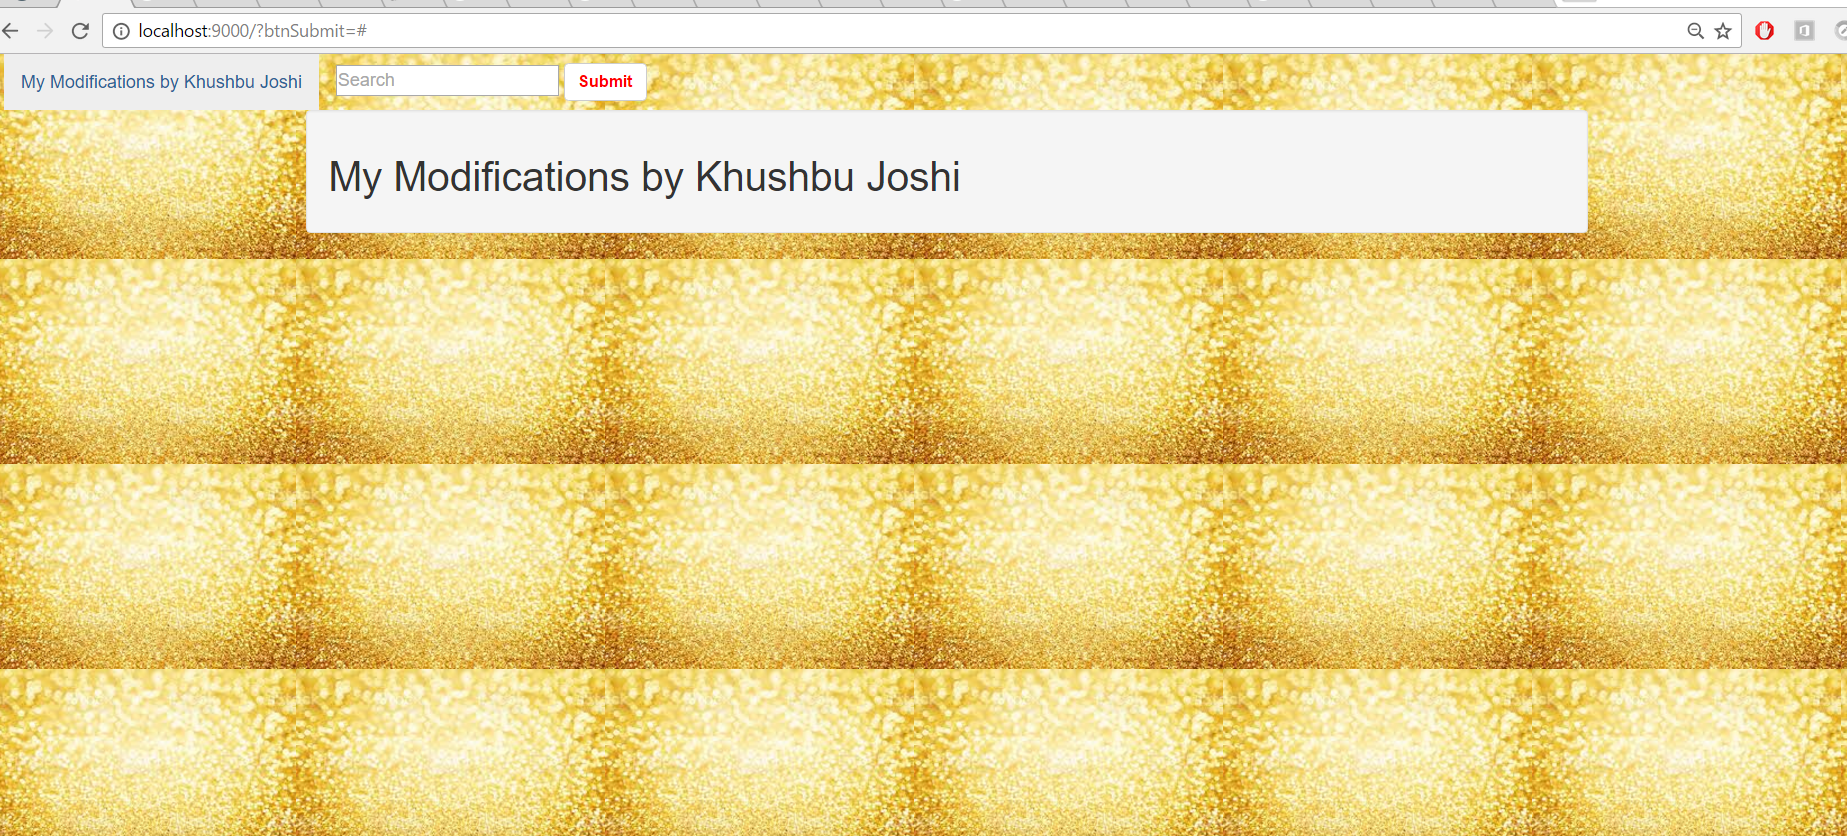 localhost:9000/?btnSubmit=#
My Modifications by Khushbu Joshi
Search
Submit
My Modifications by Khushbu Joshi